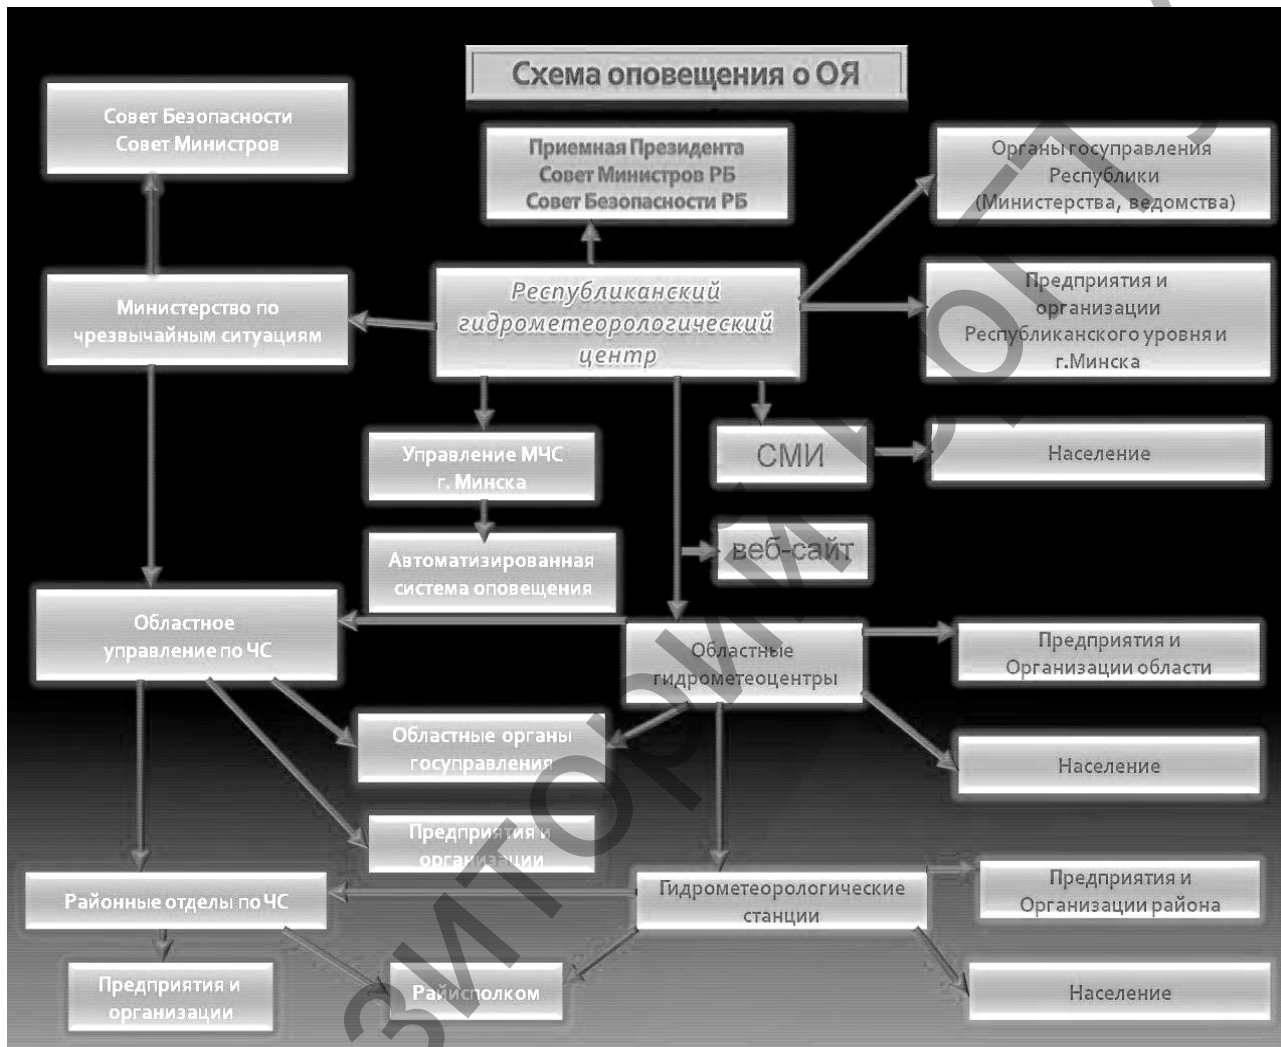 Схема оповещения о ОЯ
Совет Безопасности
Совет Министров
Приемная Президента
Совет Министров РБ
Совет Безопасности РБ
Органы госуправления
Республики
(Министерства, ведомства)
Министерство по
чрезвычайным ситуациям
Республиканский
гидрометеорологический
центр
Предприятия и
организации
Республиканского уровня и
г.Минска
Управление МЧС
г. Минска
СМИ
Население
Автоматизированная
система оповещения
веб-сайт
Областное
управление по ЧС
Областные
гидрометеоцентры
Предприятия и
Организации области
Областные органы
госуправления
Население
Предприятия и
организации
Районные отделы по ЧС
Гидрометеорологические
станции
Предприятия и
Организации района
Предприятия и
организации
Райисполком
Население
ЗИТОРИЙ